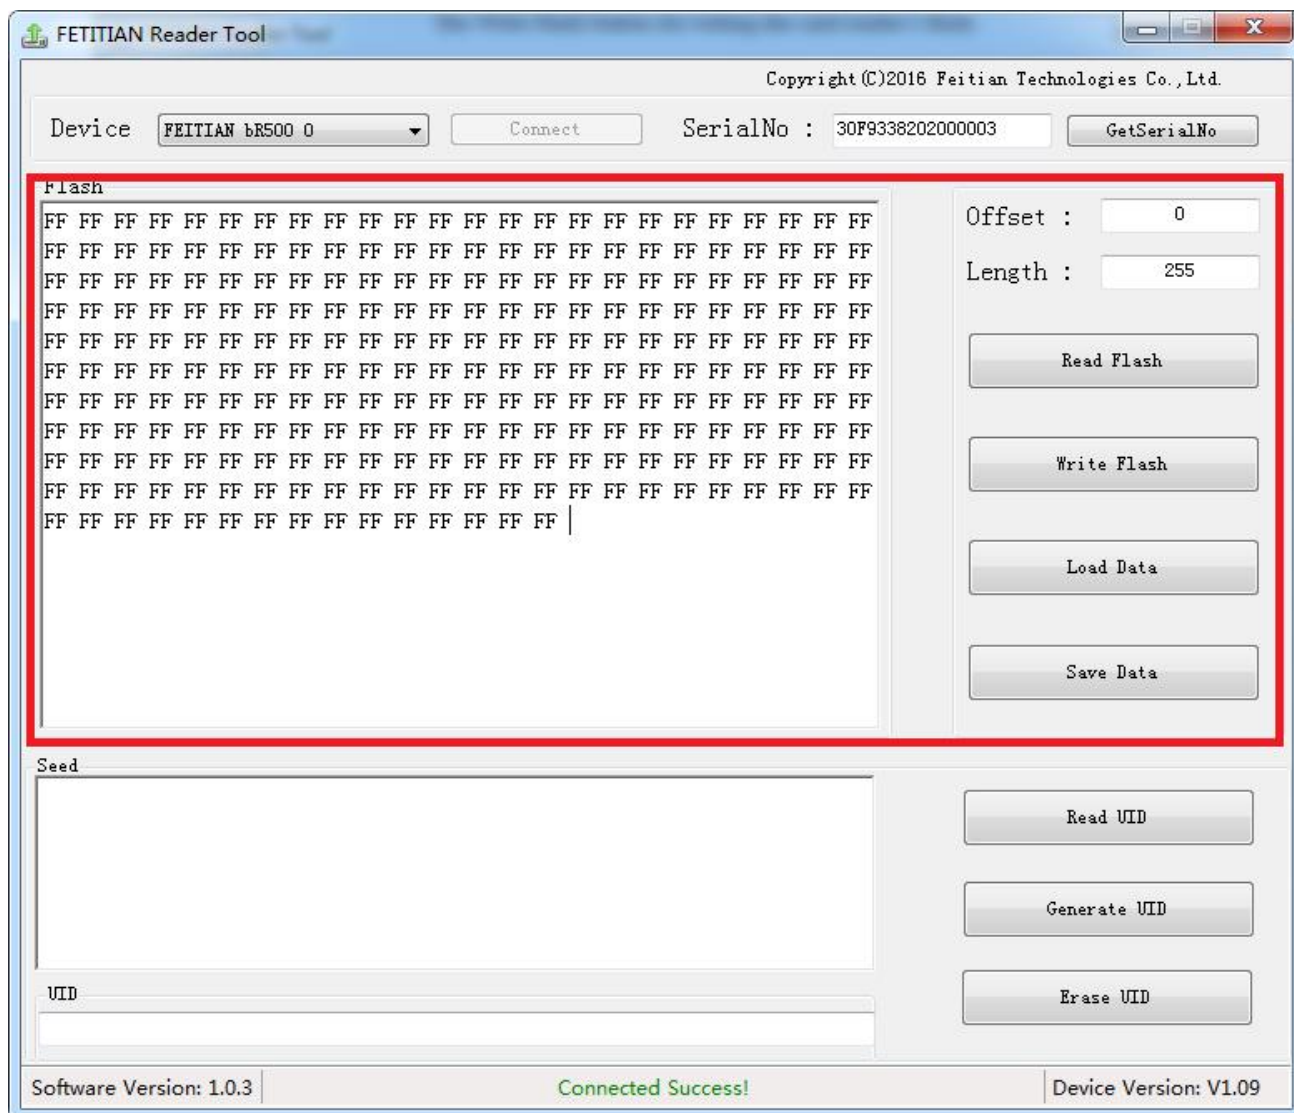 FETITIAN Reader Tool
Copyright (C)2016 Feitian Technologies Co.,Ltd.
Device FEITIAN bR500 0 Connect SerialNo : 30F9338202000003 GetSerialNo
Flash
FF FF FF FF FF FF FF FF FF FF FF FF FF FF FF FF FF FF FF FF FF FF FF FF
FF FF FF FF FF FF FF FF FF FF FF FF FF FF FF FF FF FF FF FF FF FF FF FF
FF FF FF FF FF FF FF FF FF FF FF FF FF FF FF FF FF FF FF FF FF FF FF FF
FF FF FF FF FF FF FF FF FF FF FF FF FF FF FF FF FF FF FF FF FF FF FF FF
FF FF FF FF FF FF FF FF FF FF FF FF FF FF FF FF FF FF FF FF FF FF FF FF
FF FF FF FF FF FF FF FF FF FF FF FF FF FF FF FF FF FF FF FF FF FF FF FF
FF FF FF FF FF FF FF FF FF FF FF FF FF FF FF FF FF FF FF FF FF FF FF FF
FF FF FF FF FF FF FF FF FF FF FF FF FF FF FF FF FF FF FF FF FF FF FF FF
FF FF FF FF FF FF FF FF FF FF FF FF FF FF FF FF FF FF FF FF FF FF FF FF
FF FF FF FF FF FF FF FF FF FF FF FF FF FF FF FF FF FF FF FF FF FF FF FF
FF FF FF FF FF FF FF FF FF FF FF FF FF FF FF
Offset : 0
Length : 255
Read Flash
Write Flash
Load Data
Save Data
Seed
Read UID
Generate UID
UID
Erase UID
Software Version: 1.0.3 Connected Success! Device Version: V1.09